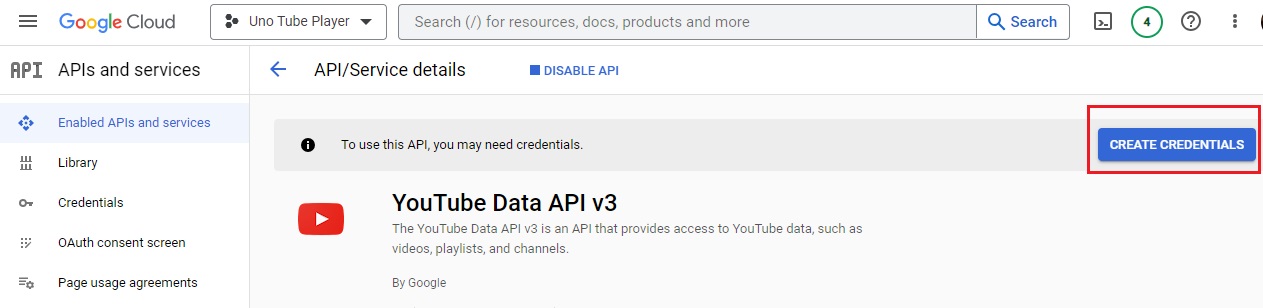 Google Cloud
Uno Tube Player
Search (/) for resources, docs, products and more
Search
4
API
APIs and services
API/Service details
DISABLE API
Enabled APIs and services
To use this API, you may need credentials.
CREATE CREDENTIALS
Library
Credentials
OAuth consent screen
Page usage agreements
YouTube Data API v3
The YouTube Data API v3 is an API that provides access to YouTube data, such as
videos, playlists, and channels.
By Google